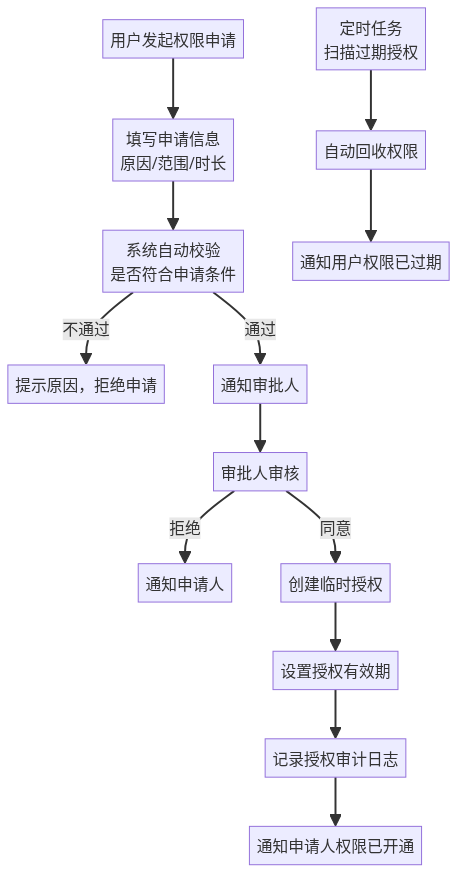 用户发起权限申请
填写申请信息
原因/范围/时长
系统自动校验
是否符合申请条件
不通过
通过
提示原因，拒绝申请
通知审批人
审批人审核
拒绝
同意
通知申请人
创建临时授权
设置授权有效期
记录授权审计日志
通知申请人权限已开通
定时任务
扫描过期授权
自动回收权限
通知用户权限已过期